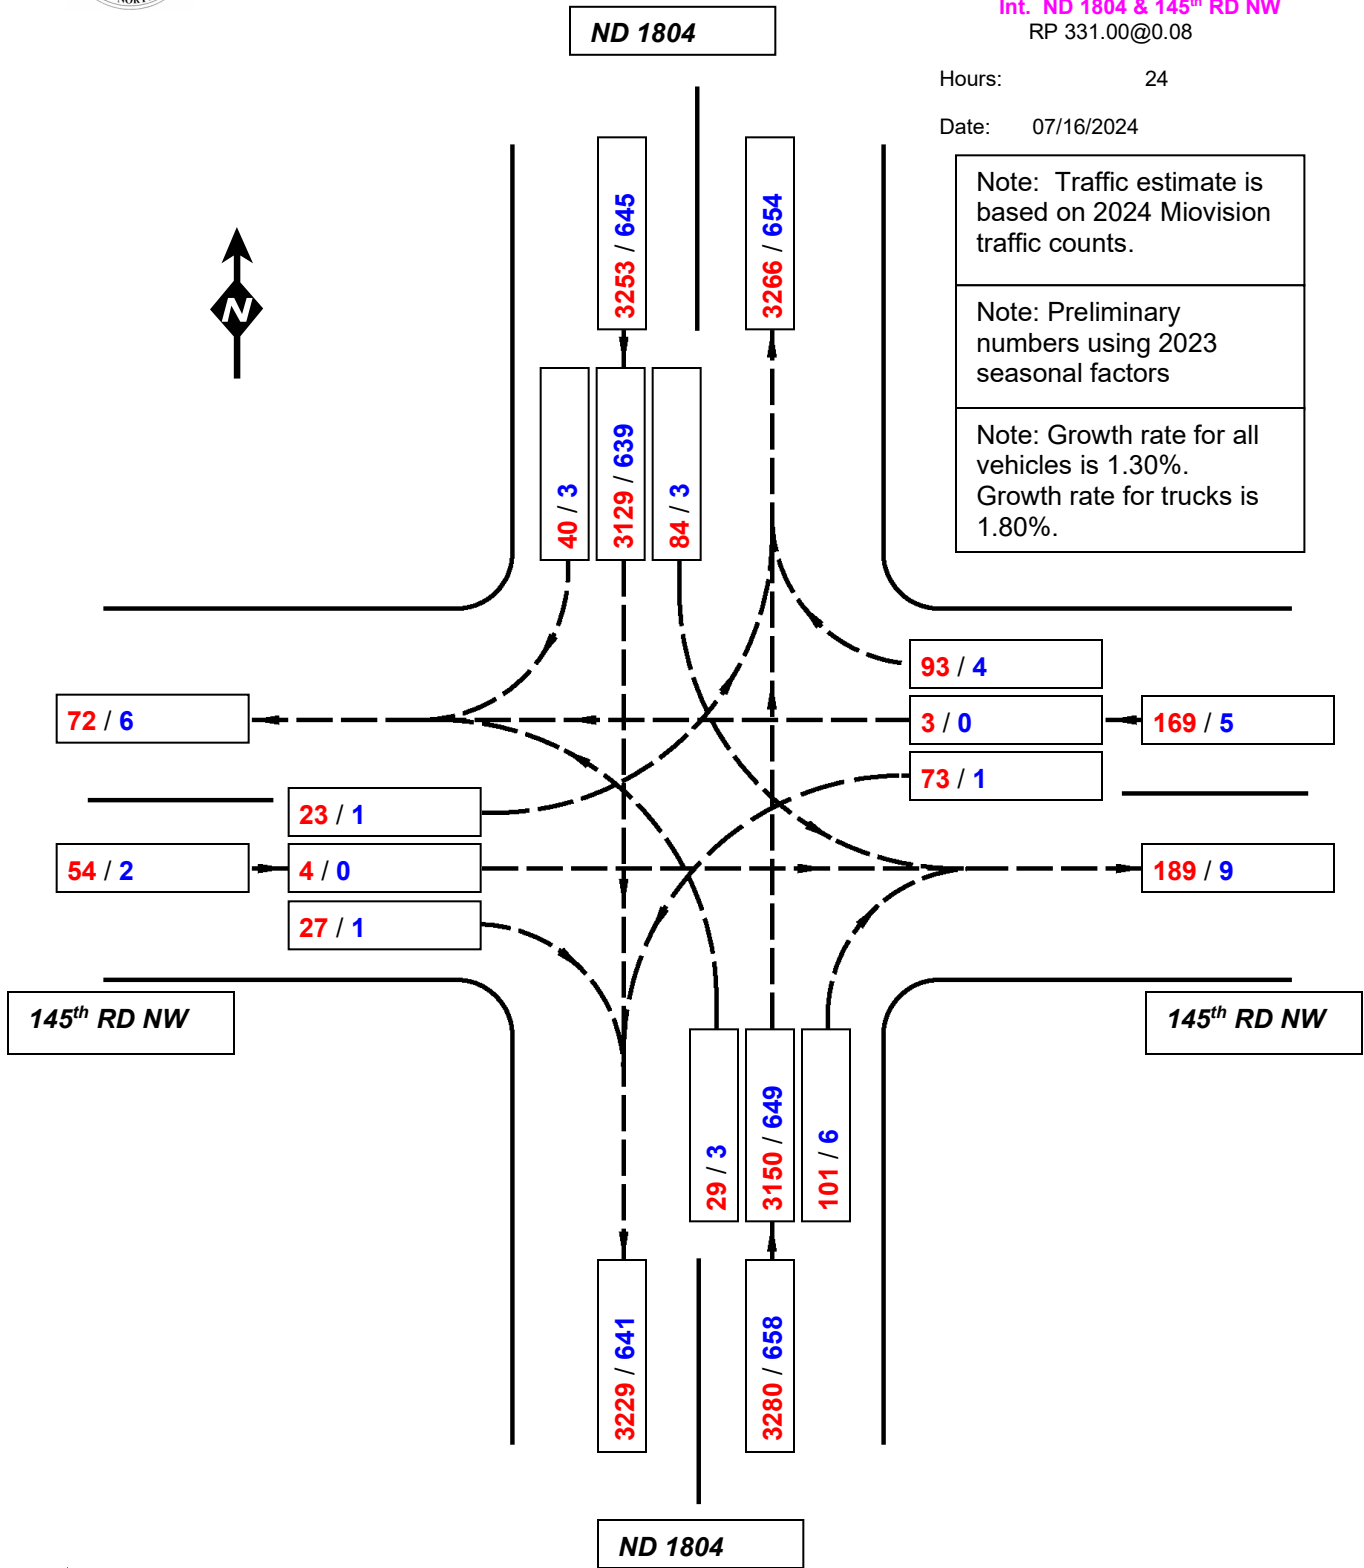 NORT
ND 1804
Int. ND 1804 & 145th RD NW
RP 331.00@0.08
Hours: 24
Date: 07/16/2024
Note: Traffic estimate is
based on 2024 Miovision
traffic counts.
Note: Preliminary
numbers using 2023
seasonal factors
Note: Growth rate for all
vehicles is 1.30%.
Growth rate for trucks is
1.80%.
3253 / 645
3266 / 654
N
40 / 3
3129 / 639
84 / 3
93 / 4
72 / 6
3 / 0
169 / 5
73 / 1
23 / 1
54 / 2
4 / 0
189 / 9
27 / 1
145th RD NW
145th RD NW
29 / 3
3150 / 649
101 / 6
3229 / 641
3280 / 658
ND 1804